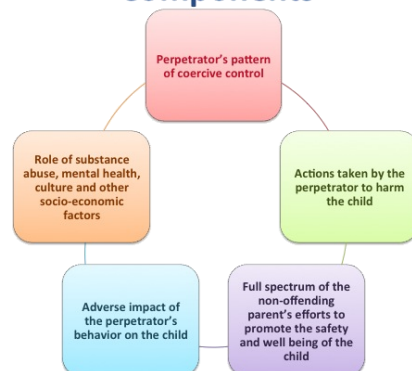 Components
Perpetrator's pattern
of coercive control
Actions taken by the
perpetrator to harm
the child
Full spectrum of the
non-offending
parent's efforts to
promote the safety
and well being of the
child
Adverse impact of
the perpetrator's
behavior on the child
Role of substance
abuse, mental health,
culture and other
socio-economic
factors